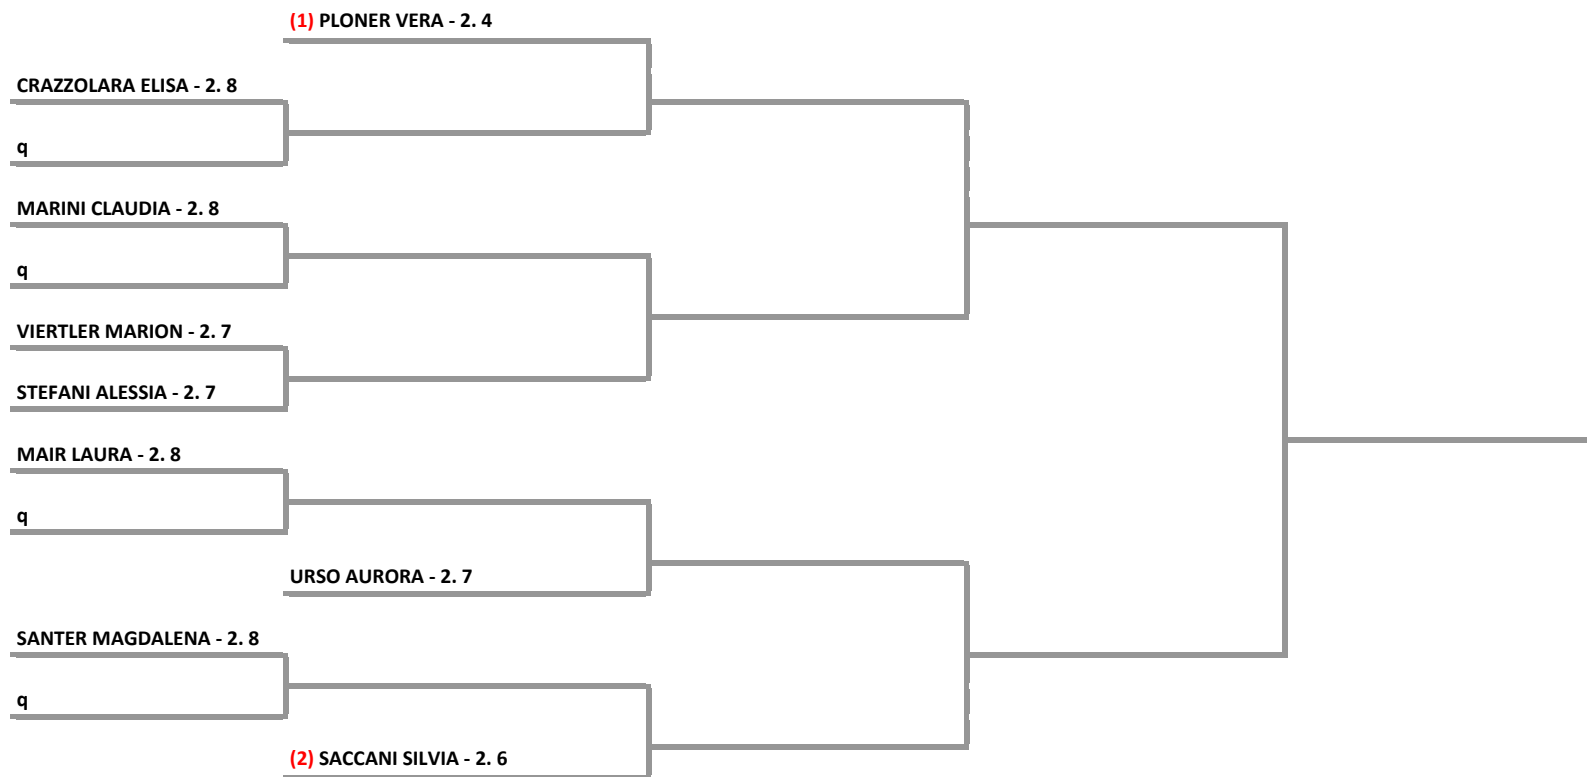 (1) PLONER VERA - 2. 4
CRAZZOLARA ELISA - 2. 8
q
MARINI CLAUDIA - 2. 8
q
VIERTLER MARION - 2. 7
STEFANI ALESSIA - 2. 7
MAIR LAURA - 2. 8
q
URSO AURORA - 2. 7
SANTER MAGDALENA - 2. 8
q
(2) SACCANI SILVIA - 2. 6